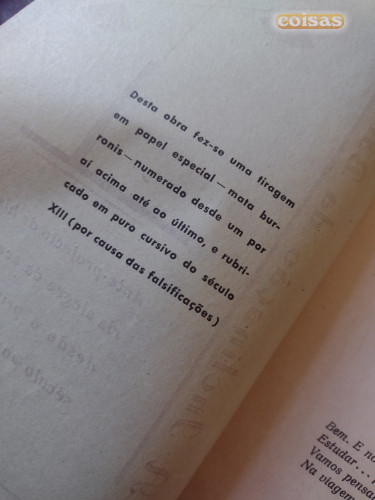 coisas
Desta obra fez-se uma tiragem
em papel especial—mata bur-
ronis—numerado desde um por
aí acima até ao último, e rubri-
cado em puro cursivo do século
XIII (por causa das falsificações)
Bem. E no
Estudar...
Vamos pensa
Na viagem